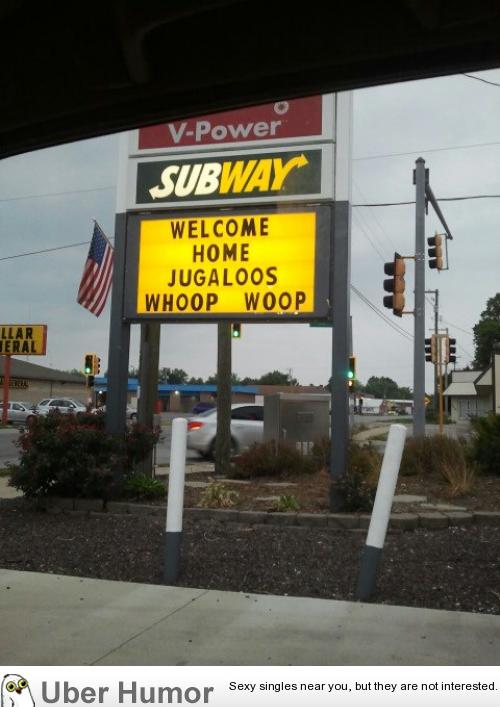 V-Power
SUBWAY
WELCOME
HOME
JUGALOOS
WHOOP WOOP
LLAR
NERAL
Uber Humor
Sexy singles near you, but they are not interested.